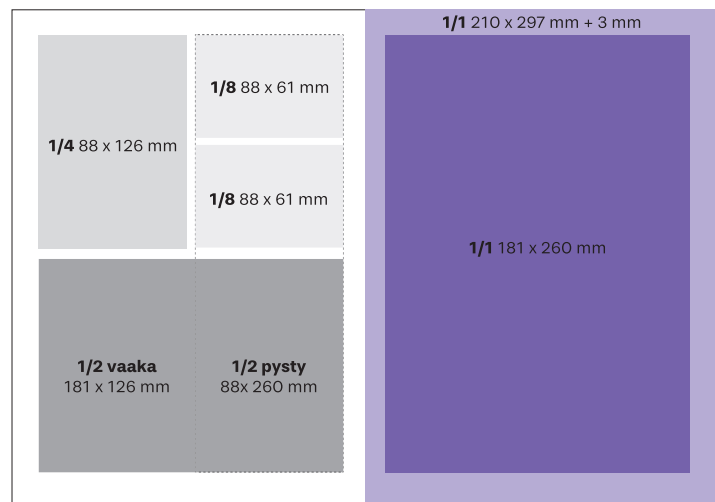 1/1 210 x 297 mm + 3 mm
1/8 88 x 61 mm
1/4 88 x 126 mm
1/8 88 x 61 mm
1/1 181 x 260 mm
1/2 vaaka
181 x 126 mm
1/2 pysty
88x 260 mm